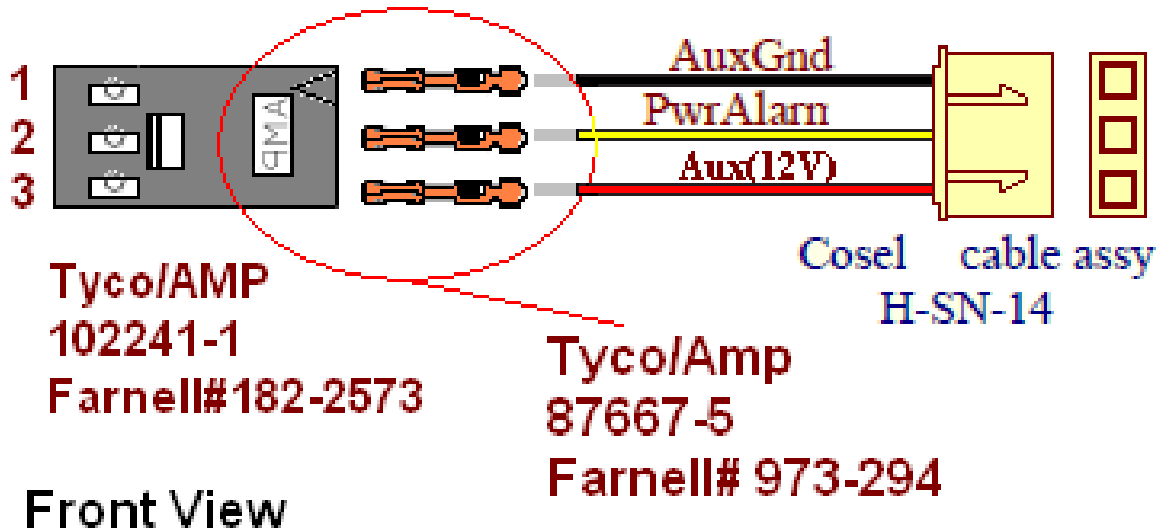 1
2
3
AMP
AuxGnd
PwrAlarn
Aux(12V)
Cosel cable assy
H-SN-14
Tyco/AMP
102241-1
Farnell#182-2573
Tyco/Amp
87667-5
Farnell# 973-294
Front View